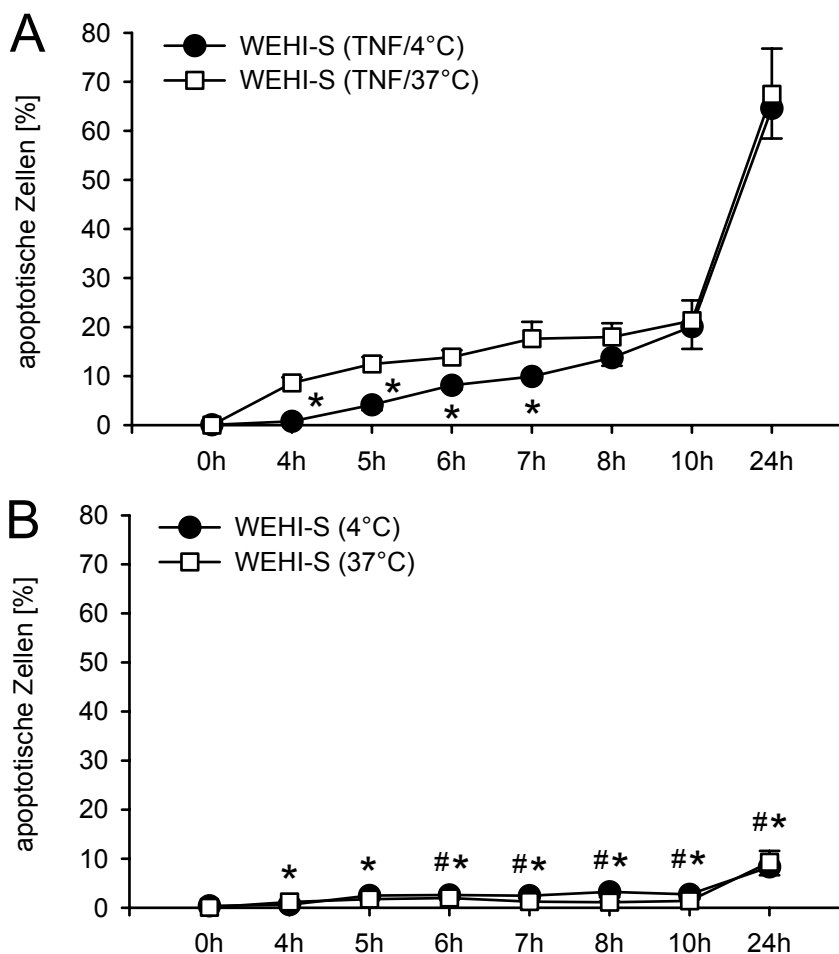 A
WEHI-S (TNF/4°C)
WEHI-S (TNF/37°C)
apoptotische Zellen [%]
80
70
60
50
40
30
20
10
0
* * * *
0h 4h 5h 6h 7h 8h 10h 24h
B
WEHI-S (4°C)
WEHI-S (37°C)
apoptotische Zellen [%]
80
70
60
50
40
30
20
10
0
* * #* #* #* #* #*
0h 4h 5h 6h 7h 8h 10h 24h